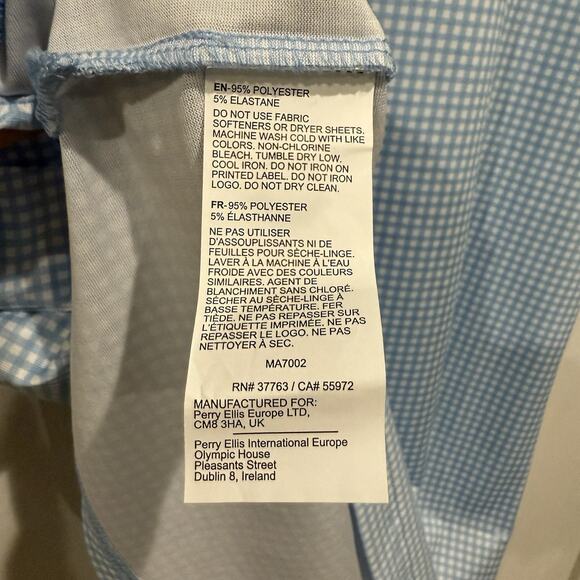 EN-95% POLYESTER
5% ELASTANE
DO NOT USE FABRIC
SOFTENERS OR DRYER SHEETS.
MACHINE WASH COLD WITH LIKE
COLORS. NON-CHLORINE
BLEACH. TUMBLE DRY LOW.
COOL IRON. DO NOT IRON ON
PRINTED LABEL. DO NOT IRON
LOGO. DO NOT DRY CLEAN.
FR-95% POLYESTER
5% ÉLASTHANNE
NE PAS UTILISER
D'ASSOUPLISSANTS NI DE
FEUILLES POUR SÈCHE-LINGE.
LAVER À LA MACHINE À L'EAU
FROIDE AVEC DES COULEURS
SIMILAIRES. AGENT DE
BLANCHIMENT SANS CHLORÉ.
SÉCHER AU SÈCHE-LINGE À
BASSE TEMPÉRATURE. FER
TIÈDE. NE PAS REPASSER SUR
L'ÉTIQUETTE IMPRIMÉE. NE PAS
REPASSER LE LOGO. NE PAS
NETTOYER À SEC.
MA7002
RN# 37763 / CA# 55972
MANUFACTURED FOR:
Perry Ellis Europe LTD,
CM8 3HA, UK
Perry Ellis International Europe
Olympic House
Pleasants Street
Dublin 8, Ireland